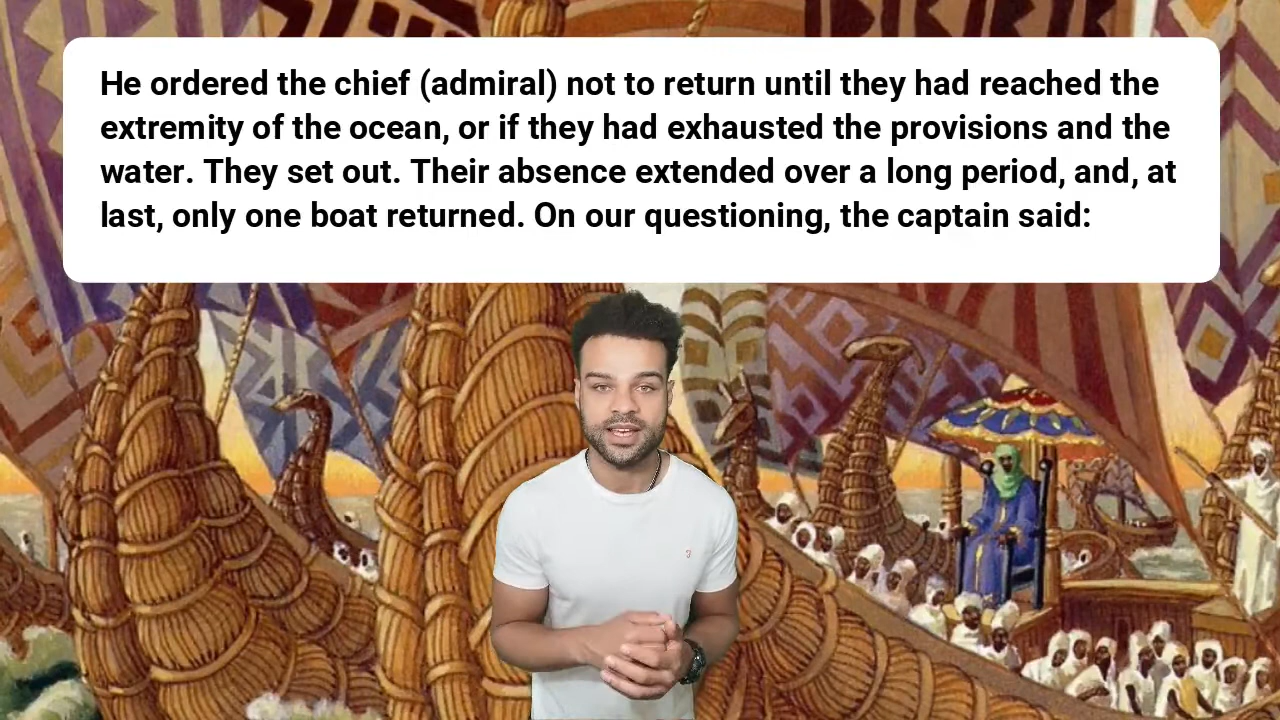 He ordered the chief (admiral) not to return until they had reached the
extremity of the ocean, or if they had exhausted the provisions and the
water. They set out. Their absence extended over a long period, and, at
last, only one boat returned. On our questioning, the captain said: